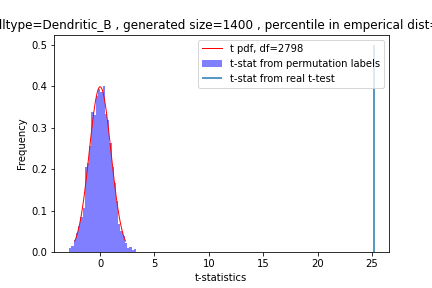 lltype=Dendritic_B , generated size=1400 , percentile in emperical dist=
t pdf, df=2798
t-stat from permutation labels
t-stat from real t-test
0.5
0.4
0.3
0.2
0.1
0.0
Frequency
0
5
10
15
20
25
t-statistics